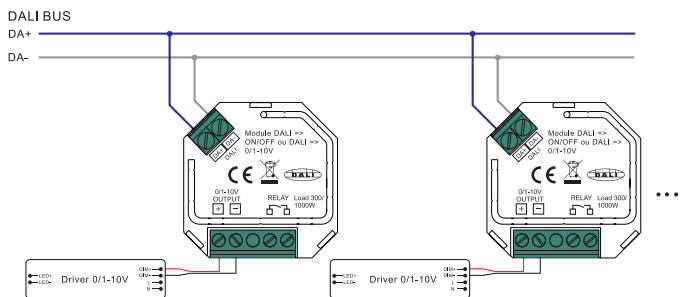 DALI BUS
DA+
DA-
DA+ DA-
DALI
Module DALI =>
ON/OFF ou DALI =>
0/1-10V
CE
DALI
0/1-10V
OUTPUT
+ -
RELAY
Load 300/
1000W
LED+
LED-
Driver 0/1-10V
DIM+
DIM-
L
N
DA+ DA-
DALI
Module DALI =>
ON/OFF ou DALI =>
0/1-10V
CE
DALI
0/1-10V
OUTPUT
+ -
RELAY
Load 300/
1000W
...
LED+
LED-
Driver 0/1-10V
DIM+
DIM-
L
N